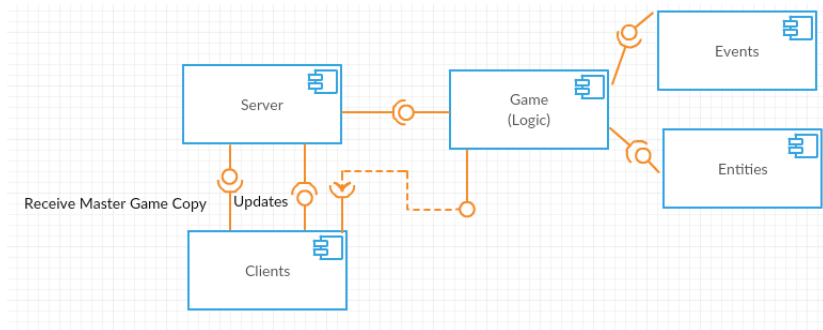 Events
Server
Game
(Logic)
Entities
Receive Master Game Copy
Updates
Clients